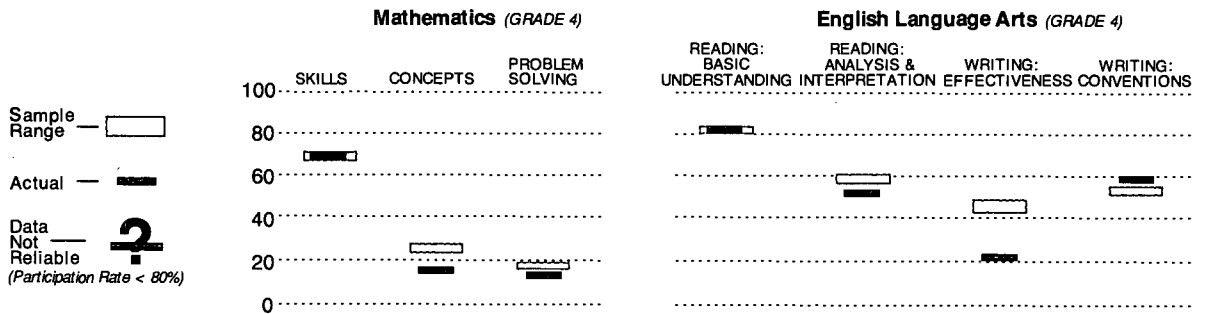 Mathematics (GRADE 4)
SKILLS
CONCEPTS
PROBLEM
SOLVING
English Language Arts (GRADE 4)
READING:
BASIC
UNDERSTANDING
READING:
ANALYSIS &
INTERPRETATION
WRITING:
EFFECTIVENESS
WRITING:
CONVENTIONS
100
80
60
40
20
0
Sample
Range
Actual
Data
Not
Reliable
?
(Participation Rate < 80%)